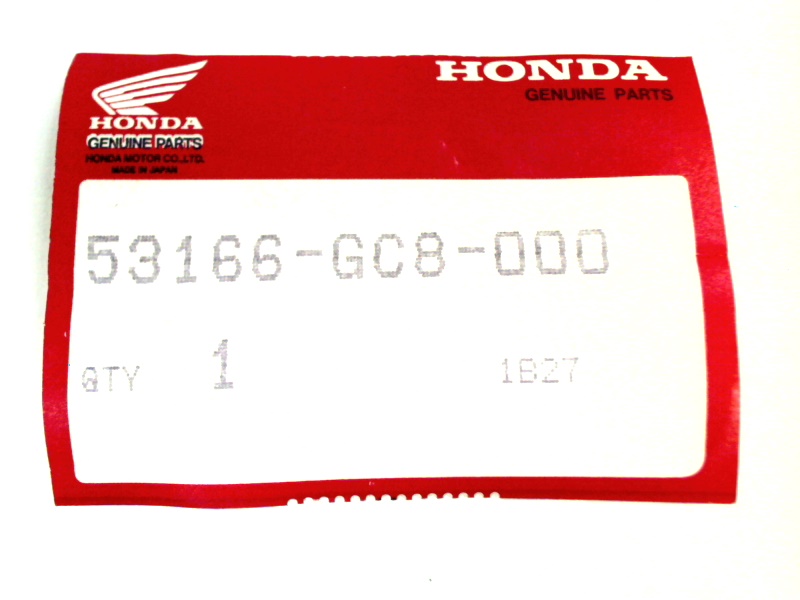 HONDA
GENUINE PARTS
HONDA
GENUINE PARTS
HONDA MOTOR CO.,LTD.
MADE IN JAPAN
53166-GC8-000
QTY 1 1B27